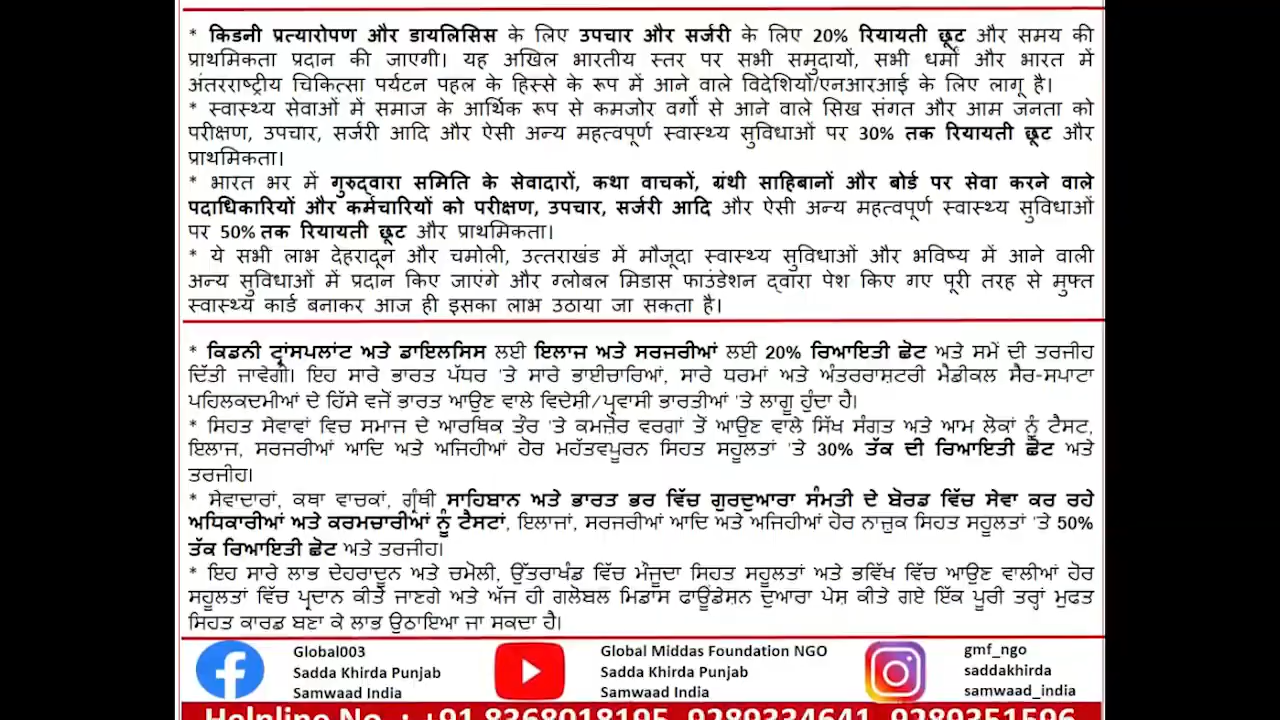 * किडनी प्रत्यारोपण और डायलिसिस के लिए उपचार और सर्जरी के लिए 20% रियायती छूट और समय की
प्राथमिकता प्रदान की जाएगी। यह अखिल भारतीय स्तर पर सभी समुदायों, सभी धर्मों और भारत में
अंतरराष्ट्रीय चिकित्सा पर्यटन पहल के हिस्से के रूप में आने वाले विदेशियों/एनआरआई के लिए लागू है।
* स्वास्थ्य सेवाओं में समाज के आर्थिक रूप से कमजोर वर्गों से आने वाले सिख संगत और आम जनता को
परीक्षण, उपचार, सर्जरी आदि और ऐसी अन्य महत्वपूर्ण स्वास्थ्य सुविधाओं पर 30% तक रियायती छूट और
प्राथमिकता।
* भारत भर में गुरुद्वारा समिति के सेवादारों, कथा वाचकों, ग्रंथी साहिबानों और बोर्ड पर सेवा करने वाले
पदाधिकारियों और कर्मचारियों को परीक्षण, उपचार, सर्जरी आदि और ऐसी अन्य महत्वपूर्ण स्वास्थ्य सुविधाओं
पर 50% तक रियायती छूट और प्राथमिकता।
* ये सभी लाभ देहरादून और चमोली, उत्तराखंड में मौजूदा स्वास्थ्य सुविधाओं और भविष्य में आने वाली
अन्य सुविधाओं में प्रदान किए जाएंगे और ग्लोबल मिडास फाउंडेशन द्वारा पेश किए गए पूरी तरह से मुफ्त
स्वास्थ्य कार्ड बनाकर आज ही इसका लाभ उठाया जा सकता है।
* ਕਿਡਨੀ ਟ੍ਰਾਂਸਪਲਾਂਟ ਅਤੇ ਡਾਇਲਸਿਸ ਲਈ ਇਲਾਜ ਅਤੇ ਸਰਜਰੀਆਂ ਲਈ 20% ਰਿਆਇਤੀ ਛੋਟ ਅਤੇ ਸਮੇਂ ਦੀ ਤਰਜੀਹ
ਦਿੱਤੀ ਜਾਵੇਗੀ। ਇਹ ਸਾਰੇ ਭਾਰਤ ਪੱਧਰ 'ਤੇ ਸਾਰੇ ਭਾਈਚਾਰਿਆਂ, ਸਾਰੇ ਧਰਮਾਂ ਅਤੇ ਅੰਤਰਰਾਸ਼ਟਰੀ ਮੈਡੀਕਲ ਸੈਰ-ਸਪਾਟਾ
ਪਹਿਲਕਦਮੀਆਂ ਦੇ ਹਿੱਸੇ ਵਜੋਂ ਭਾਰਤ ਆਉਣ ਵਾਲੇ ਵਿਦੇਸ਼ੀ/ਪ੍ਰਵਾਸੀ ਭਾਰਤੀਆਂ 'ਤੇ ਲਾਗੂ ਹੁੰਦਾ ਹੈ।
* ਸਿਹਤ ਸੇਵਾਵਾਂ ਵਿਚ ਸਮਾਜ ਦੇ ਆਰਥਿਕ ਤੌਰ 'ਤੇ ਕਮਜ਼ੋਰ ਵਰਗਾਂ ਤੋਂ ਆਉਣ ਵਾਲੇ ਸਿੱਖ ਸੰਗਤ ਅਤੇ ਆਮ ਲੋਕਾਂ ਨੂੰ ਟੈਸਟ,
ਇਲਾਜ, ਸਰਜਰੀਆਂ ਆਦਿ ਅਤੇ ਅਜਿਹੀਆਂ ਹੋਰ ਮਹੱਤਵਪੂਰਨ ਸਿਹਤ ਸਹੂਲਤਾਂ 'ਤੇ 30% ਤੱਕ ਦੀ ਰਿਆਇਤੀ ਛੋਟ ਅਤੇ
ਤਰਜੀਹ।
* ਸੇਵਾਦਾਰਾਂ, ਕਥਾ ਵਾਚਕਾਂ, ਗ੍ਰੰਥੀ ਸਾਹਿਬਾਨ ਅਤੇ ਭਾਰਤ ਭਰ ਵਿੱਚ ਗੁਰਦੁਆਰਾ ਸੰਮਤੀ ਦੇ ਬੋਰਡ ਵਿੱਚ ਸੇਵਾ ਕਰ ਰਹੇ
ਅਧਿਕਾਰੀਆਂ ਅਤੇ ਕਰਮਚਾਰੀਆਂ ਨੂੰ ਟੈਸਟਾਂ, ਇਲਾਜਾਂ, ਸਰਜਰੀਆਂ ਆਦਿ ਅਤੇ ਅਜਿਹੀਆਂ ਹੋਰ ਨਾਜ਼ੁਕ ਸਿਹਤ ਸਹੂਲਤਾਂ 'ਤੇ 50%
ਤੱਕ ਰਿਆਇਤੀ ਛੋਟ ਅਤੇ ਤਰਜੀਹ।
* ਇਹ ਸਾਰੇ ਲਾਭ ਦੇਹਰਾਦੂਨ ਅਤੇ ਚਮੋਲੀ, ਉੱਤਰਾਖੰਡ ਵਿੱਚ ਮੌਜੂਦਾ ਸਿਹਤ ਸਹੂਲਤਾਂ ਅਤੇ ਭਵਿੱਖ ਵਿੱਚ ਆਉਣ ਵਾਲੀਆਂ ਹੋਰ
ਸਹੂਲਤਾਂ ਵਿੱਚ ਪ੍ਰਦਾਨ ਕੀਤੇ ਜਾਣਗੇ ਅਤੇ ਅੱਜ ਹੀ ਗਲੋਬਲ ਮਿਡਾਸ ਫਾਊਂਡੇਸ਼ਨ ਦੁਆਰਾ ਪੇਸ਼ ਕੀਤੇ ਗਏ ਇੱਕ ਪੂਰੀ ਤਰ੍ਹਾਂ ਮੁਫਤ
ਸਿਹਤ ਕਾਰਡ ਬਣਾ ਕੇ ਲਾਭ ਉਠਾਇਆ ਜਾ ਸਕਦਾ ਹੈ।
Global003
Sadda Khirda Punjab
Samwaad India
Global Middas Foundation NGO
Sadda Khirda Punjab
Samwaad India
gmf_ngo
saddakhirda
samwaad_india
Helpline No. : +91 8368018195, 9289334641, 9289351596